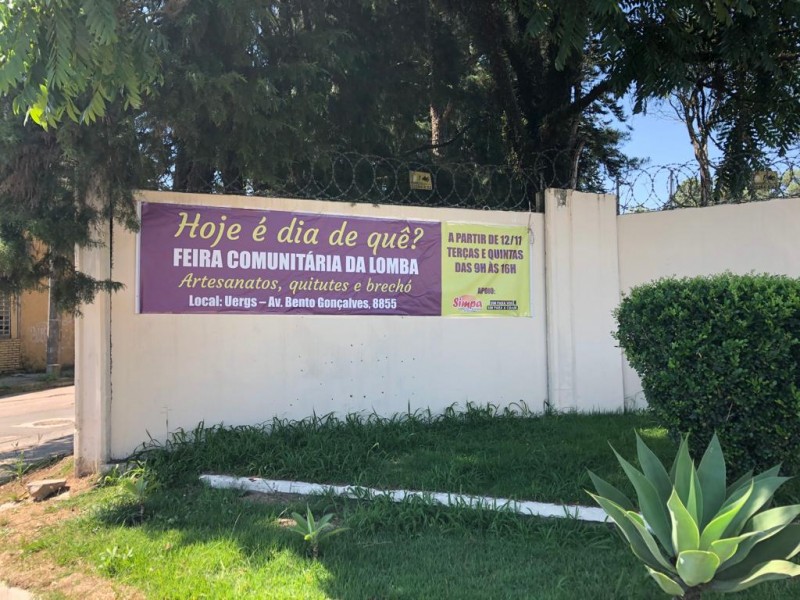 Hoje é dia de quê?
FEIRA COMUNITÁRIA DA LOMBA
Artesanatos, quitutes e brechó
Local: Uergs – Av. Bento Gonçalves, 8855
A PARTIR DE 12/11
TERÇAS E QUINTAS
DAS 9H ÀS 16H
APOIO:
Simpa